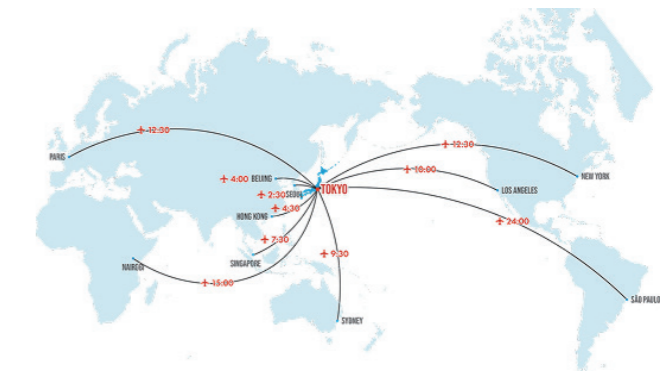 12:30
12:30
PARIS
10:00
NEW YORK
4:00 BEIJING
TOKYO
LOS ANGELES
2:30 SEOUL
4:30
HONG KONG
24:00
7:30
9:30
SINGAPORE
NAIROBI
15:00
SÃO PAULO
SYDNEY